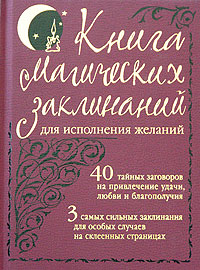 Книга
магических
заклинаний
для исполнения желаний
40 тайных заговоров
на привлечение удачи,
любви и благополучия
3 самых сильных заклинания
для особых случаев
на склеенных страницах